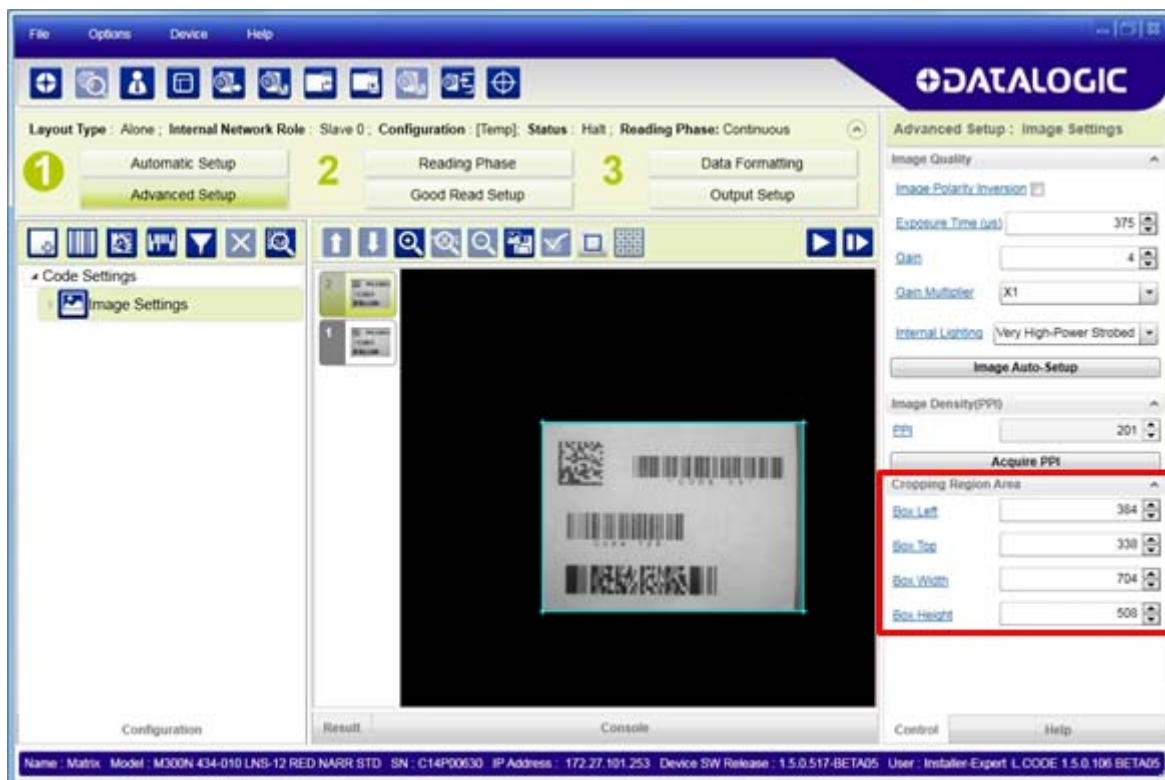 File Options Device Help
DATALOGIC
Layout Type : Alone ; Internal Network Role : Slave 0 ; Configuration : [Temp]; Status : Halt ; Reading Phase: Continuous
1 Automatic Setup 2 Reading Phase 3 Data Formatting
Advanced Setup Good Read Setup Output Setup
Code Settings
Image Settings
2
1
Advanced Setup : Image Settings
Image Quality
Image Polarity Inversion
Exposure Time (us) 375
Gain 4
Gain Multiplier X1
Internal Lighting Very High-Power Strobed
Image Auto-Setup
Image Density(PPI)
PPI 201
Acquire PPI
Cropping Region Area
Box Left 384
Box Top 338
Box Width 704
Box Height 508
Configuration Result Console Control Help
Name : Matrix Model : M300N 434-010 LNS-12 RED NARR STD SN : C14P00630 IP Address : 172.27.101.253 Device SW Release : 1.5.0.517-BETA05 User : Installer-Expert L.CODE 1.5.0.106 BETA05